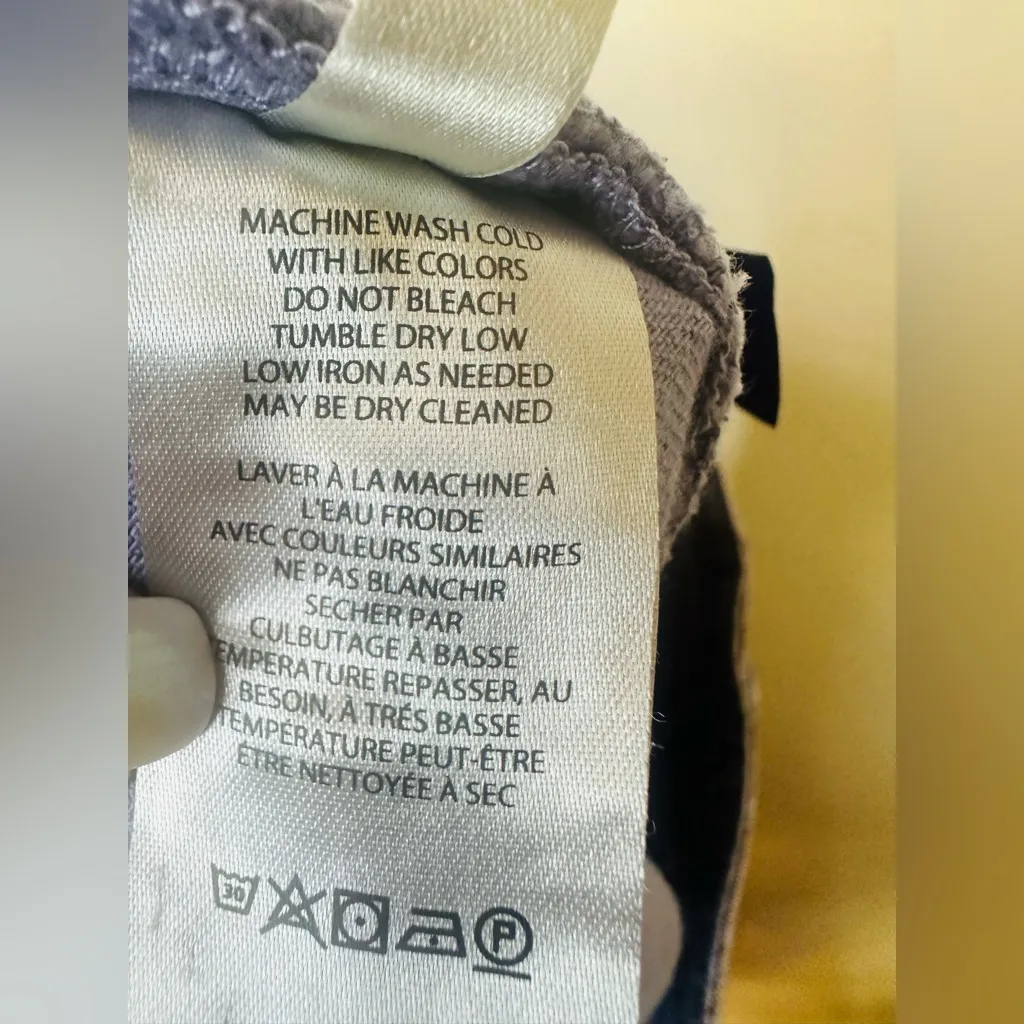 MACHINE WASH COLD
WITH LIKE COLORS
DO NOT BLEACH
TUMBLE DRY LOW
LOW IRON AS NEEDED
MAY BE DRY CLEANED
LAVER À LA MACHINE À
L'EAU FROIDE
AVEC COULEURS SIMILAIRES
NE PAS BLANCHIR
SECHER PAR
CULBUTAGE À BASSE
TEMPERATURE REPASSER, AU
BESOIN, À TRÉS BASSE
TEMPERATURE PEUT-ÊTRE
ÊTRE NETTOYÉE À SEC
30 P